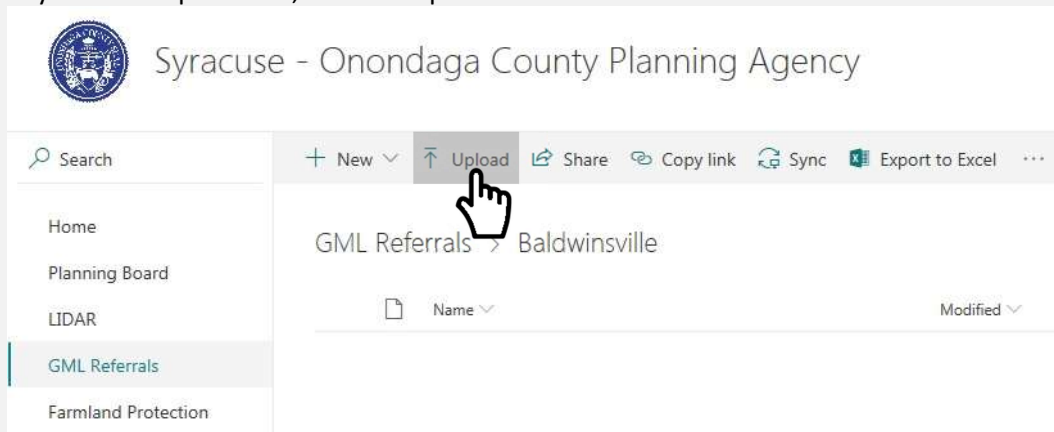 Syracuse - Onondaga County Planning Agency
Search
New Upload Share Copy link Sync Export to Excel ...
Home
GML Referrals > Baldwinsville
Planning Board
Name Modified
LIDAR
GML Referrals
Farmland Protection